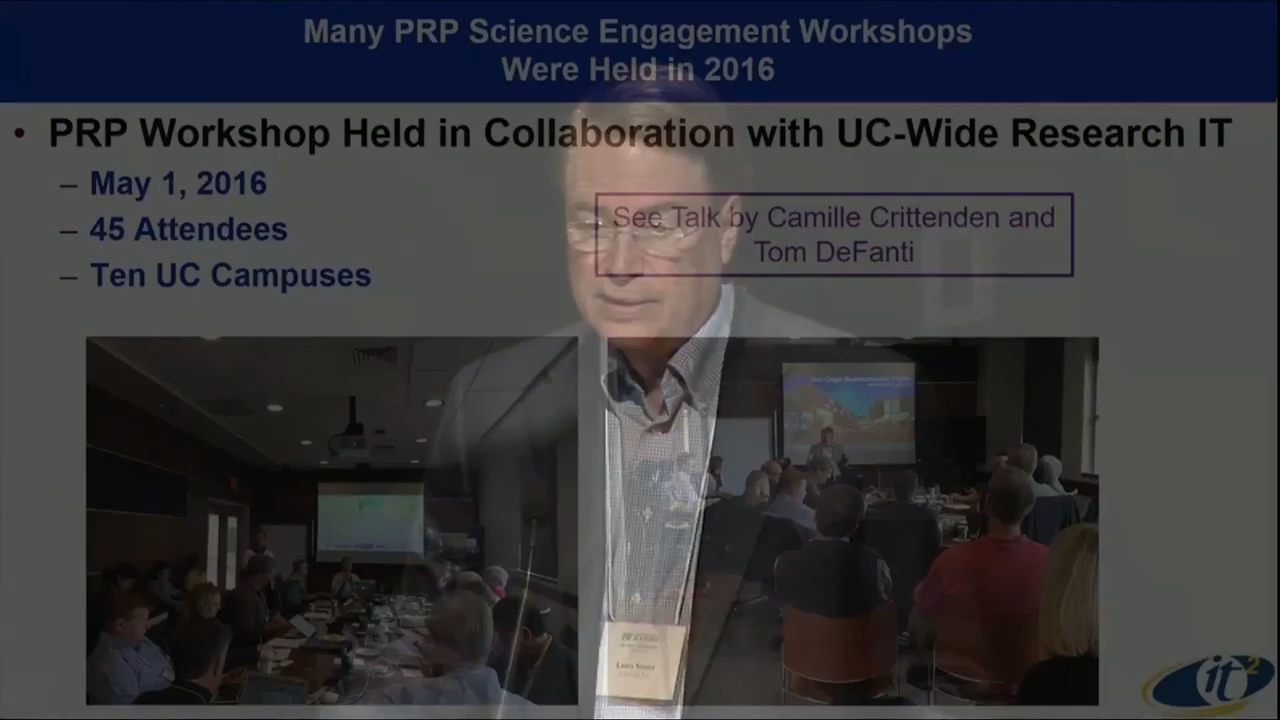 Many PRP Science Engagement Workshops
Were Held in 2016
• PRP Workshop Held in Collaboration with UC-Wide Research IT
– May 1, 2016
– 45 Attendees
– Ten UC Campuses
See Talk by Camille Crittenden and
Tom DeFanti
it2